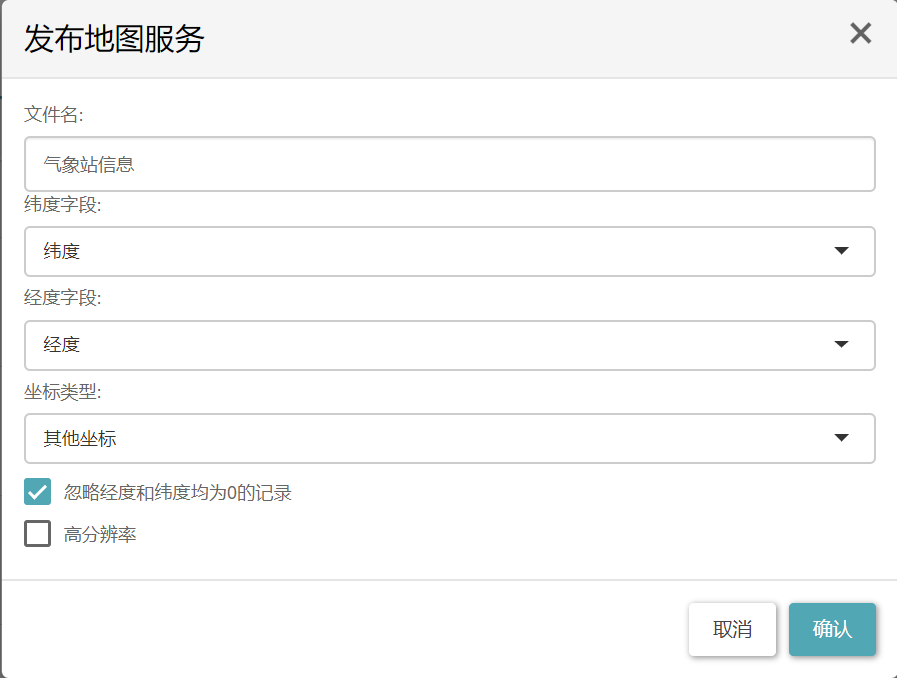 发布地图服务
文件名:
气象站信息
纬度字段:
纬度
经度字段:
经度
坐标类型:
其他坐标
忽略经度和纬度均为0的记录
高分辨率
取消
确认